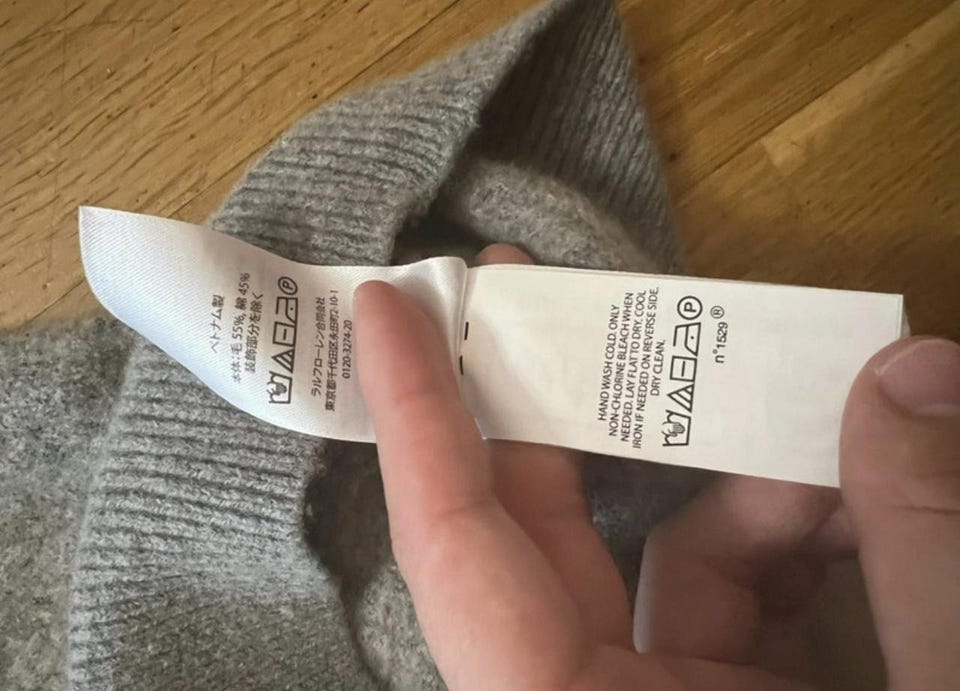 ベトナム製
本体：毛 55%, 綿 45%
装飾部分を除く
P
ラルフローレン合同会社
東京都千代田区永田町2-10-1
0120-3274-20
HAND WASH COLD. ONLY
NON-CHLORINE BLEACH WHEN
NEEDED. LAY FLAT TO DRY. COOL
IRON IF NEEDED ON REVERSE SIDE.
DRY CLEAN.
P
n°1529 ®